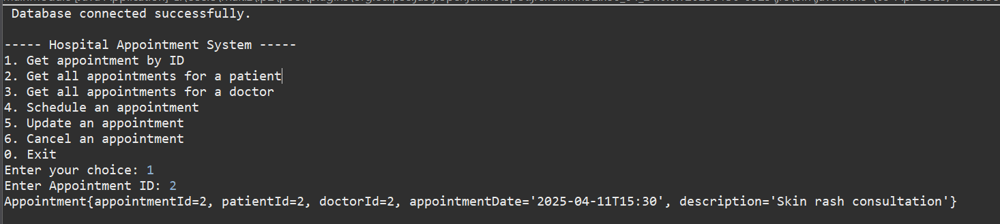 Database connected successfully.
----- Hospital Appointment System -----
1. Get appointment by ID
2. Get all appointments for a patient
3. Get all appointments for a doctor
4. Schedule an appointment
5. Update an appointment
6. Cancel an appointment
0. Exit
Enter your choice: 1
Enter Appointment ID: 2
Appointment{appointmentId=2, patientId=2, doctorId=2, appointmentDate='2025-04-11T15:30', description='Skin rash consultation'}